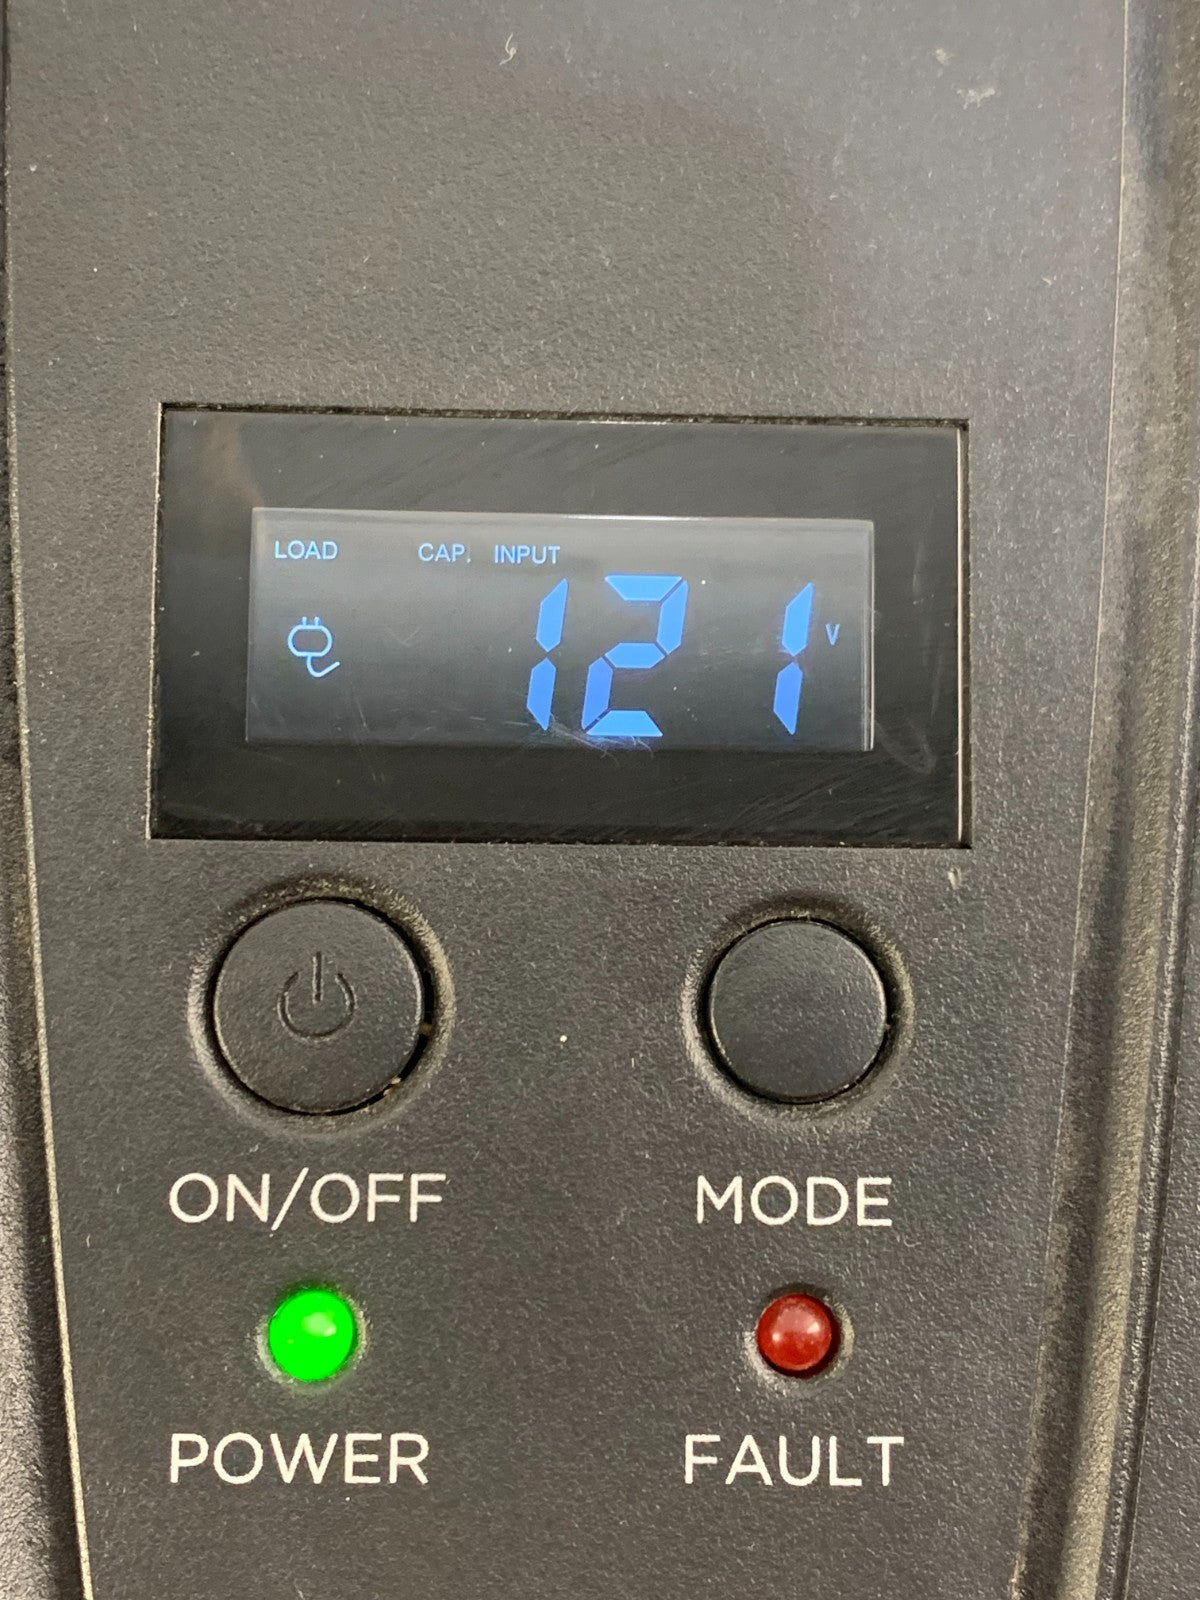 LOAD CAP. INPUT
121 V
ON/OFF MODE
POWER FAULT